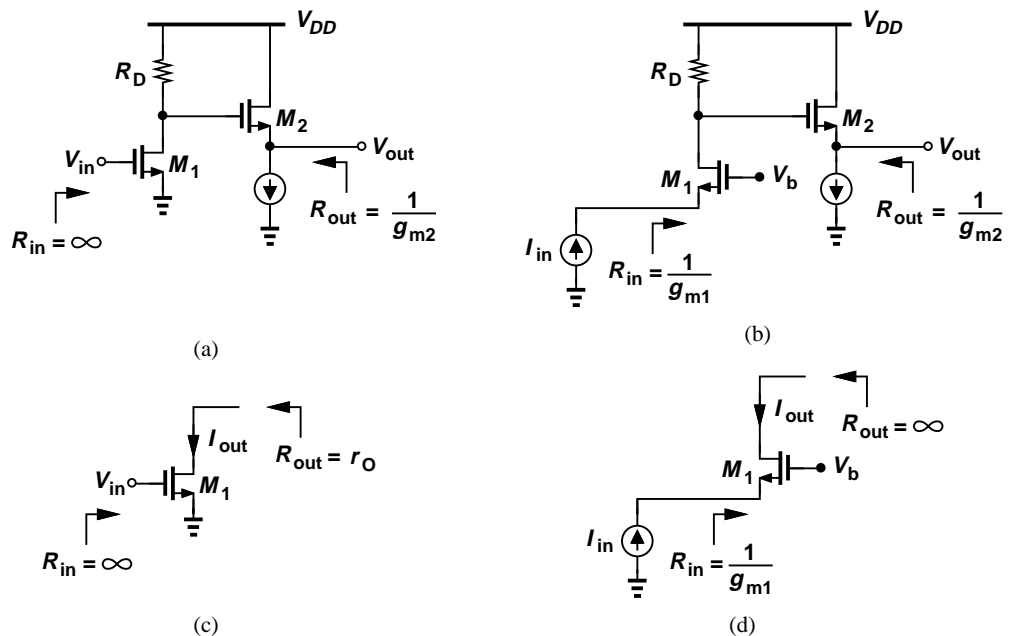 V_DD
R_D
M_2
V_in
M_1
V_out
R_out = 1/g_m2
R_in = ∞
(a)
V_DD
R_D
M_2
V_out
M_1
V_b
R_out = 1/g_m2
I_in
R_in = 1/g_m1
(b)
I_out
R_out = r_O
V_in
M_1
R_in = ∞
(c)
I_out
R_out = ∞
M_1
V_b
I_in
R_in = 1/g_m1
(d)